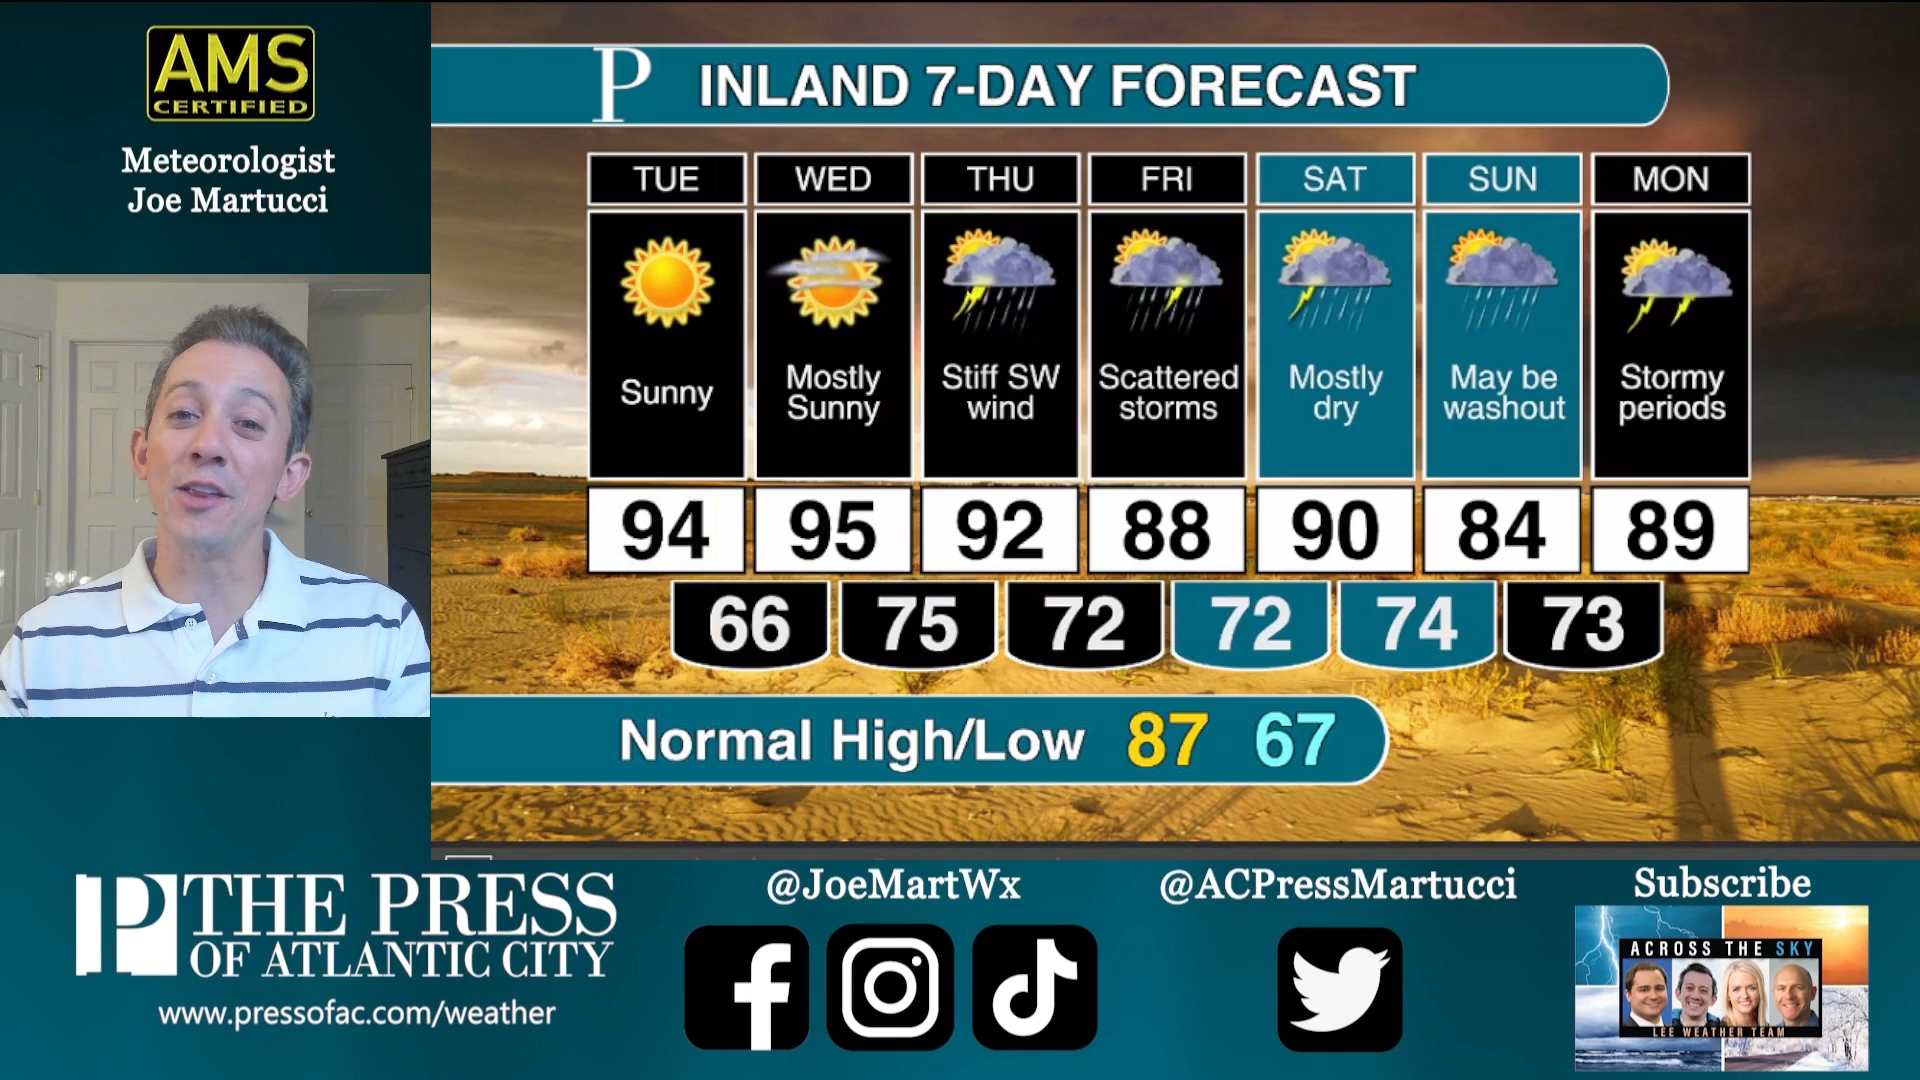 AMS
CERTIFIED
Meteorologist
Joe Martucci
P INLAND 7-DAY FORECAST
TUE WED THU FRI SAT SUN MON
Sunny
Mostly
Sunny
Stiff SW
wind
Scattered
storms
Mostly
dry
May be
washout
Stormy
periods
94 95 92 88 90 84 89
66 75 72 72 74 73
Normal High/Low 87 67
P THE PRESS
OF ATLANTIC CITY
www.pressofac.com/weather
@JoeMartWx
@ACPressMartucci
Subscribe
ACROSS THE SKY
LEE WEATHER TEAM